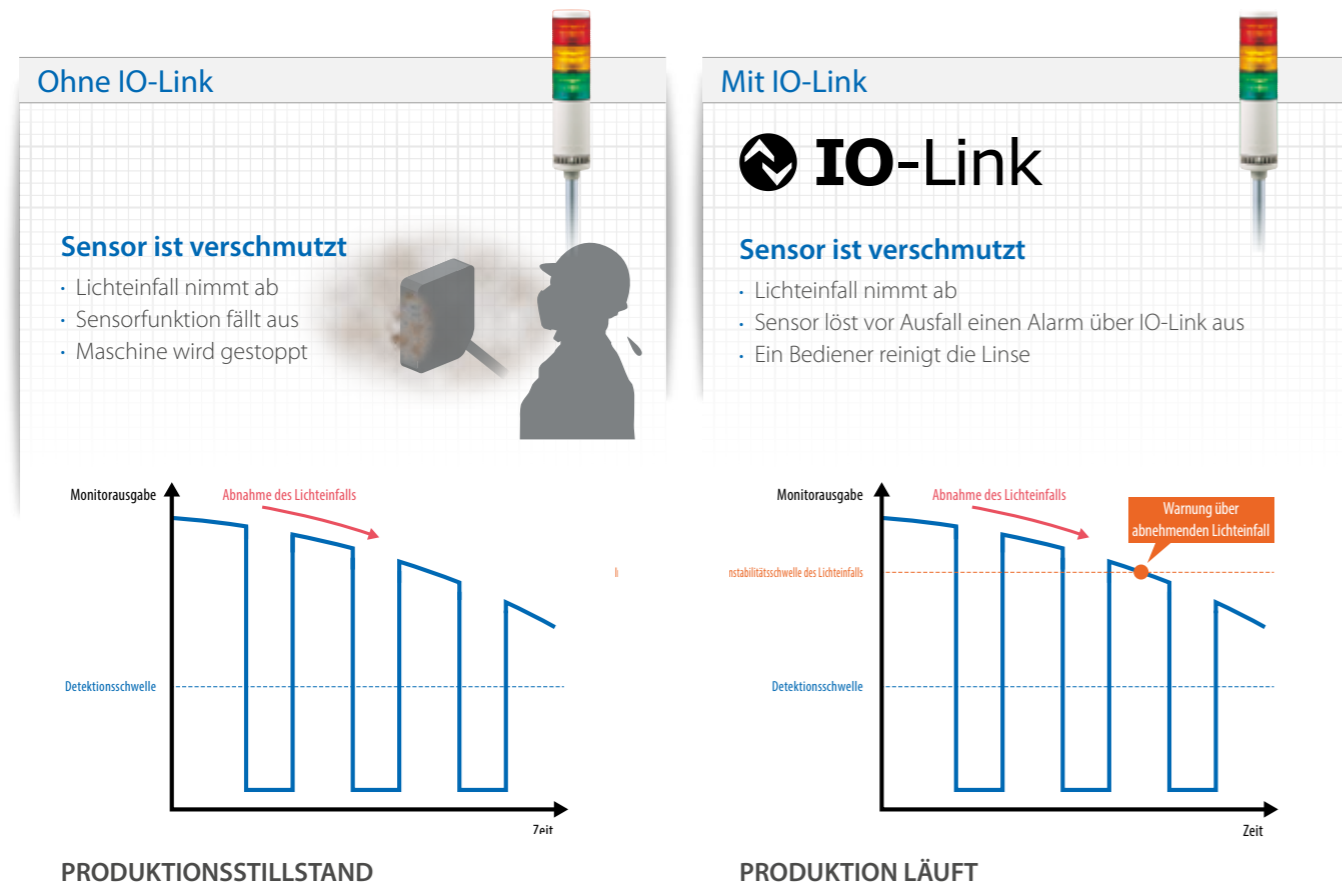 Ohne IO-Link
Sensor ist verschmutzt
· Lichteinfall nimmt ab
· Sensorfunktion fällt aus
· Maschine wird gestoppt
Monitorausgabe
Abnahme des Lichteinfalls
Detektionsschwelle
Zeit
PRODUKTIONSSTILLSTAND
Mit IO-Link
IO-Link
Sensor ist verschmutzt
· Lichteinfall nimmt ab
· Sensor löst vor Ausfall einen Alarm über IO-Link aus
· Ein Bediener reinigt die Linse
Monitorausgabe
Abnahme des Lichteinfalls
Warnung über
abnehmenden Lichteinfall
nstabilitätsschwelle des Lichteinfalls
Detektionsschwelle
Zeit
PRODUKTION LÄUFT